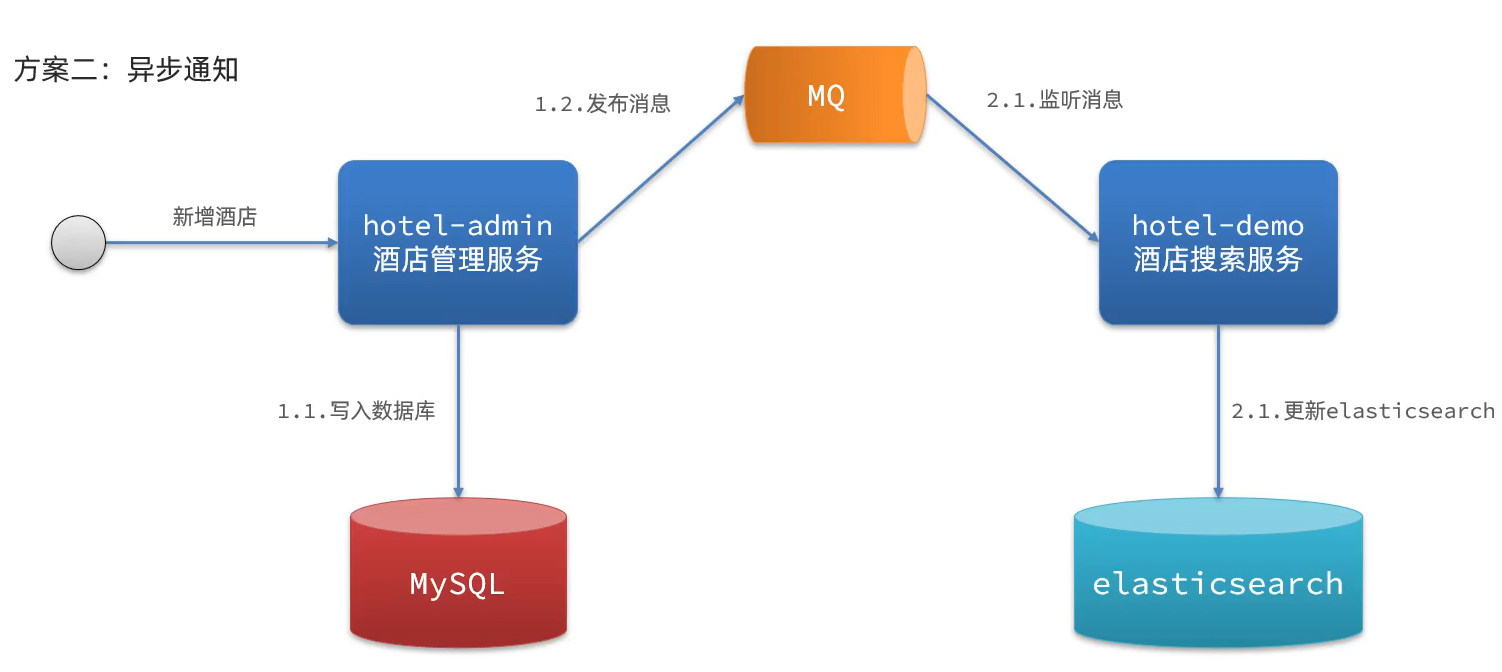 方案二：异步通知
1.2.发布消息
MQ
2.1.监听消息
新增酒店
hotel-admin
酒店管理服务
hotel-demo
酒店搜索服务
1.1.写入数据库
2.1.更新elasticsearch
MySQL
elasticsearch